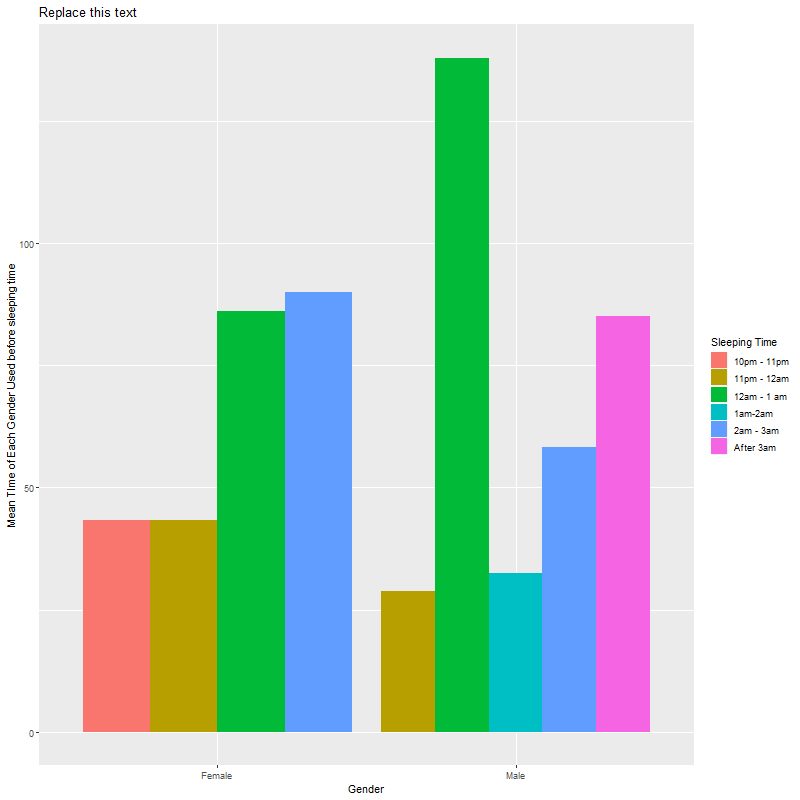 Replace this text
Mean TIme of Each Gender Used before sleeping time
100
50
0
Female
Male
Gender
Sleeping Time
10pm - 11pm
11pm - 12am
12am - 1 am
1am-2am
2am - 3am
After 3am